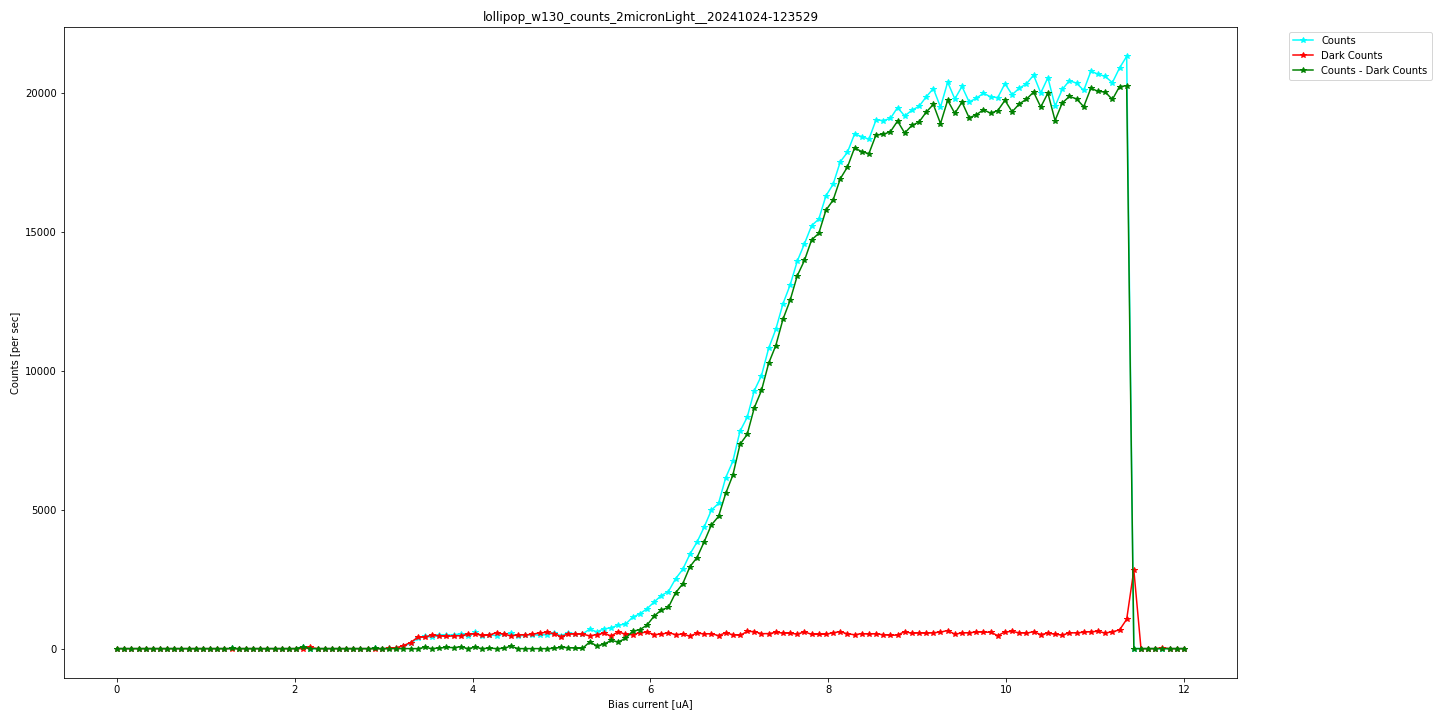 lollipop_w130_counts_2micronLight__20241024-123529
Counts
Dark Counts
Counts - Dark Counts
20000
15000
10000
5000
0
Counts [per sec]
0 2 4 6 8 10 12
Bias current [uA]